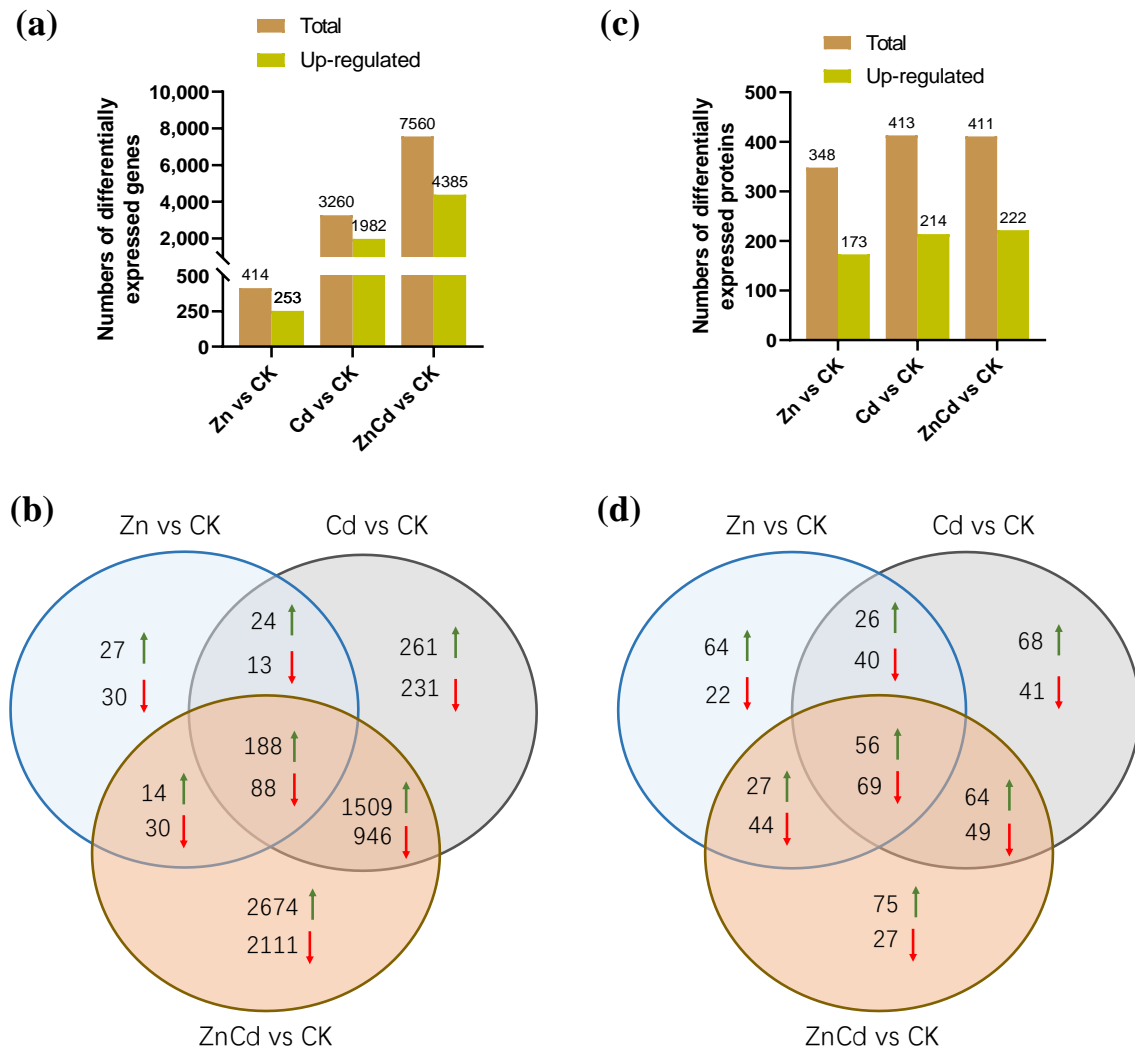 (a)
Total
Up-regulated
Numbers of differentially
expressed genes
10,000
8,000
6,000
4,000
2,000
500
250
0
414
253
3260
1982
7560
4385
Zn vs CK
Cd vs CK
ZnCd vs CK
(c)
Total
Up-regulated
Numbers of differentially
expressed proteins
500
400
300
200
100
0
348
173
413
214
411
222
Zn vs CK
Cd vs CK
ZnCd vs CK
(b)
Zn vs CK
Cd vs CK
24
13
27
30
261
231
188
88
14
30
1509
946
2674
2111
ZnCd vs CK
(d)
Zn vs CK
Cd vs CK
26
40
64
22
68
41
56
69
27
44
64
49
75
27
ZnCd vs CK